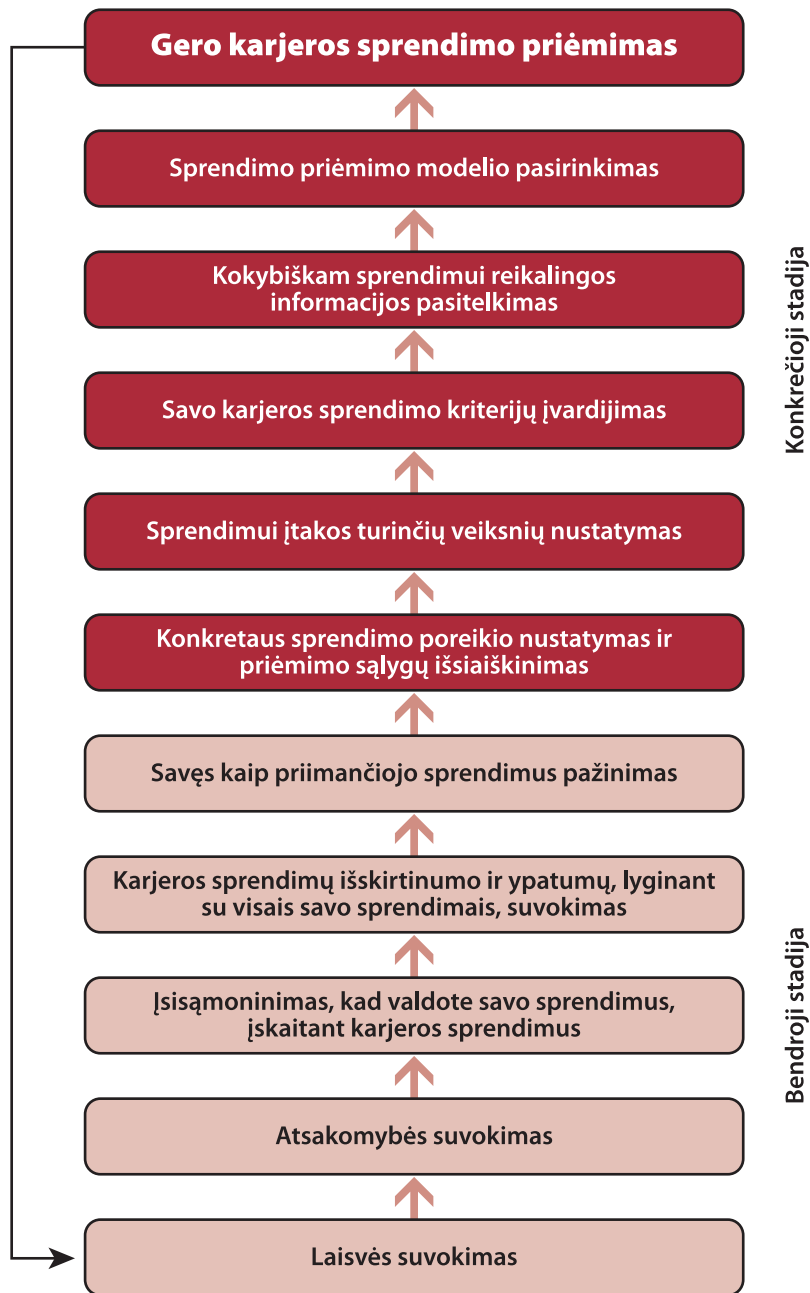 Gero karjeros sprendimo priėmimas
Sprendimo priėmimo modelio pasirinkimas
Kokybiškam sprendimui reikalingos
informacijos pasitelkimas
Savo karjeros sprendimo kriterijų įvardijimas
Sprendimui įtakos turinčių veiksnių nustatymas
Konkretaus sprendimo poreikio nustatymas ir
priėmimo sąlygų išsiaiškinimas
Konkrečioji stadija
Savęs kaip priimančiojo sprendimus pažinimas
Karjeros sprendimų išskirtinumo ir ypatumų, lyginant
su visais savo sprendimais, suvokimas
Įsisąmoninimas, kad valdote savo sprendimus,
įskaitant karjeros sprendimus
Atsakomybės suvokimas
Laisvės suvokimas
Bendroji stadija